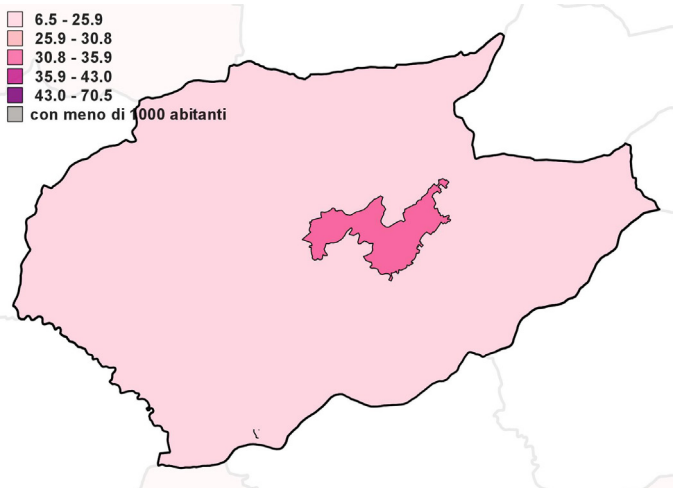 6.5 - 25.9
25.9 - 30.8
30.8 - 35.9
35.9 - 43.0
43.0 - 70.5
con meno di 1000 abitanti